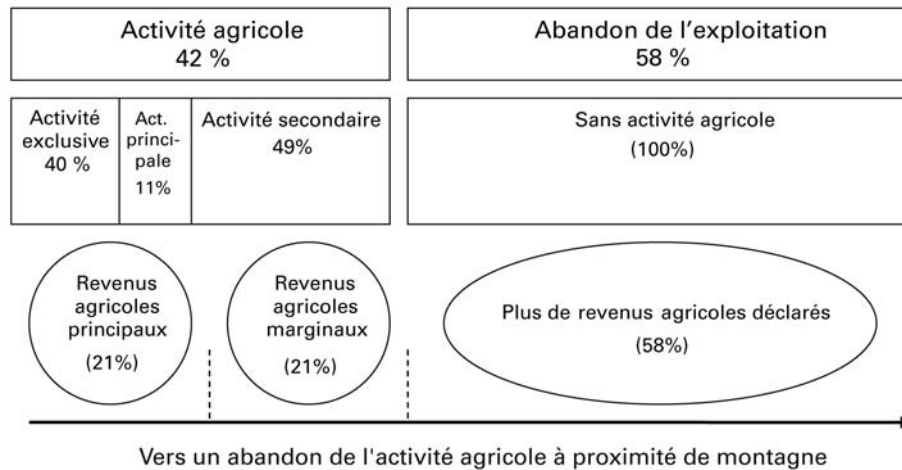 Activité agricole
42 %
Abandon de l'exploitation
58 %
Activité
exclusive
40 %
Act.
princi-
pale
11%
Activité secondaire
49%
Sans activité agricole
(100%)
Revenus
agricoles
principaux
(21%)
Revenus
agricoles
marginaux
(21%)
Plus de revenus agricoles déclarés
(58%)
Vers un abandon de l'activité agricole à proximité de montagne